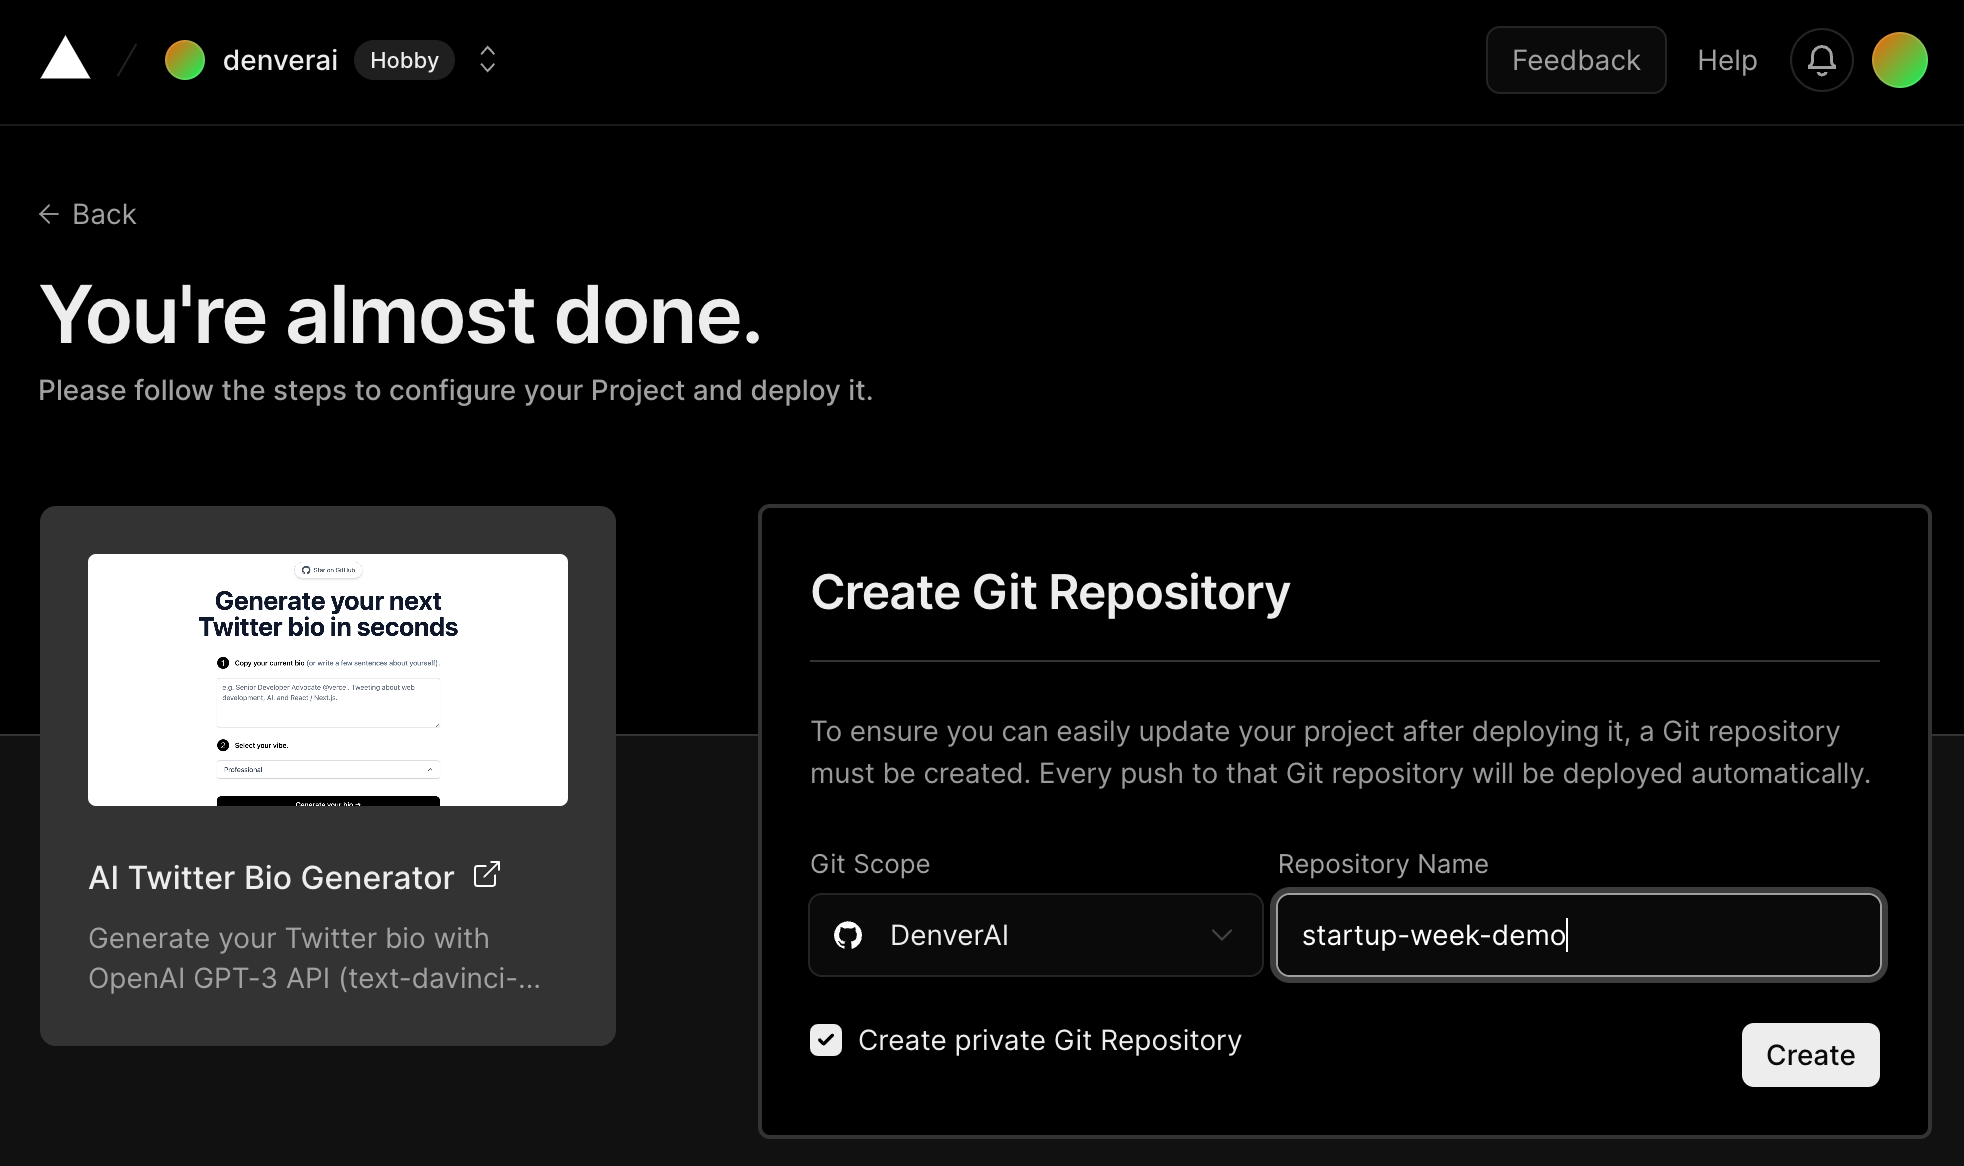 denverai Hobby Feedback Help
Back
You're almost done.
Please follow the steps to configure your Project and deploy it.
Star on GitHub
Generate your next
Twitter bio in seconds
1 Copy your current bio (or write a few sentences about yourself).
e.g. Senior Developer Advocate @vercel. Tweeting about web
development, AI, and React / Next.js.
2 Select your vibe.
Professional
Generate your bio →
AI Twitter Bio Generator
Generate your Twitter bio with
OpenAI GPT-3 API (text-davinci-...
Create Git Repository
To ensure you can easily update your project after deploying it, a Git repository
must be created. Every push to that Git repository will be deployed automatically.
Git Scope Repository Name
DenverAI startup-week-demo
Create private Git Repository
Create